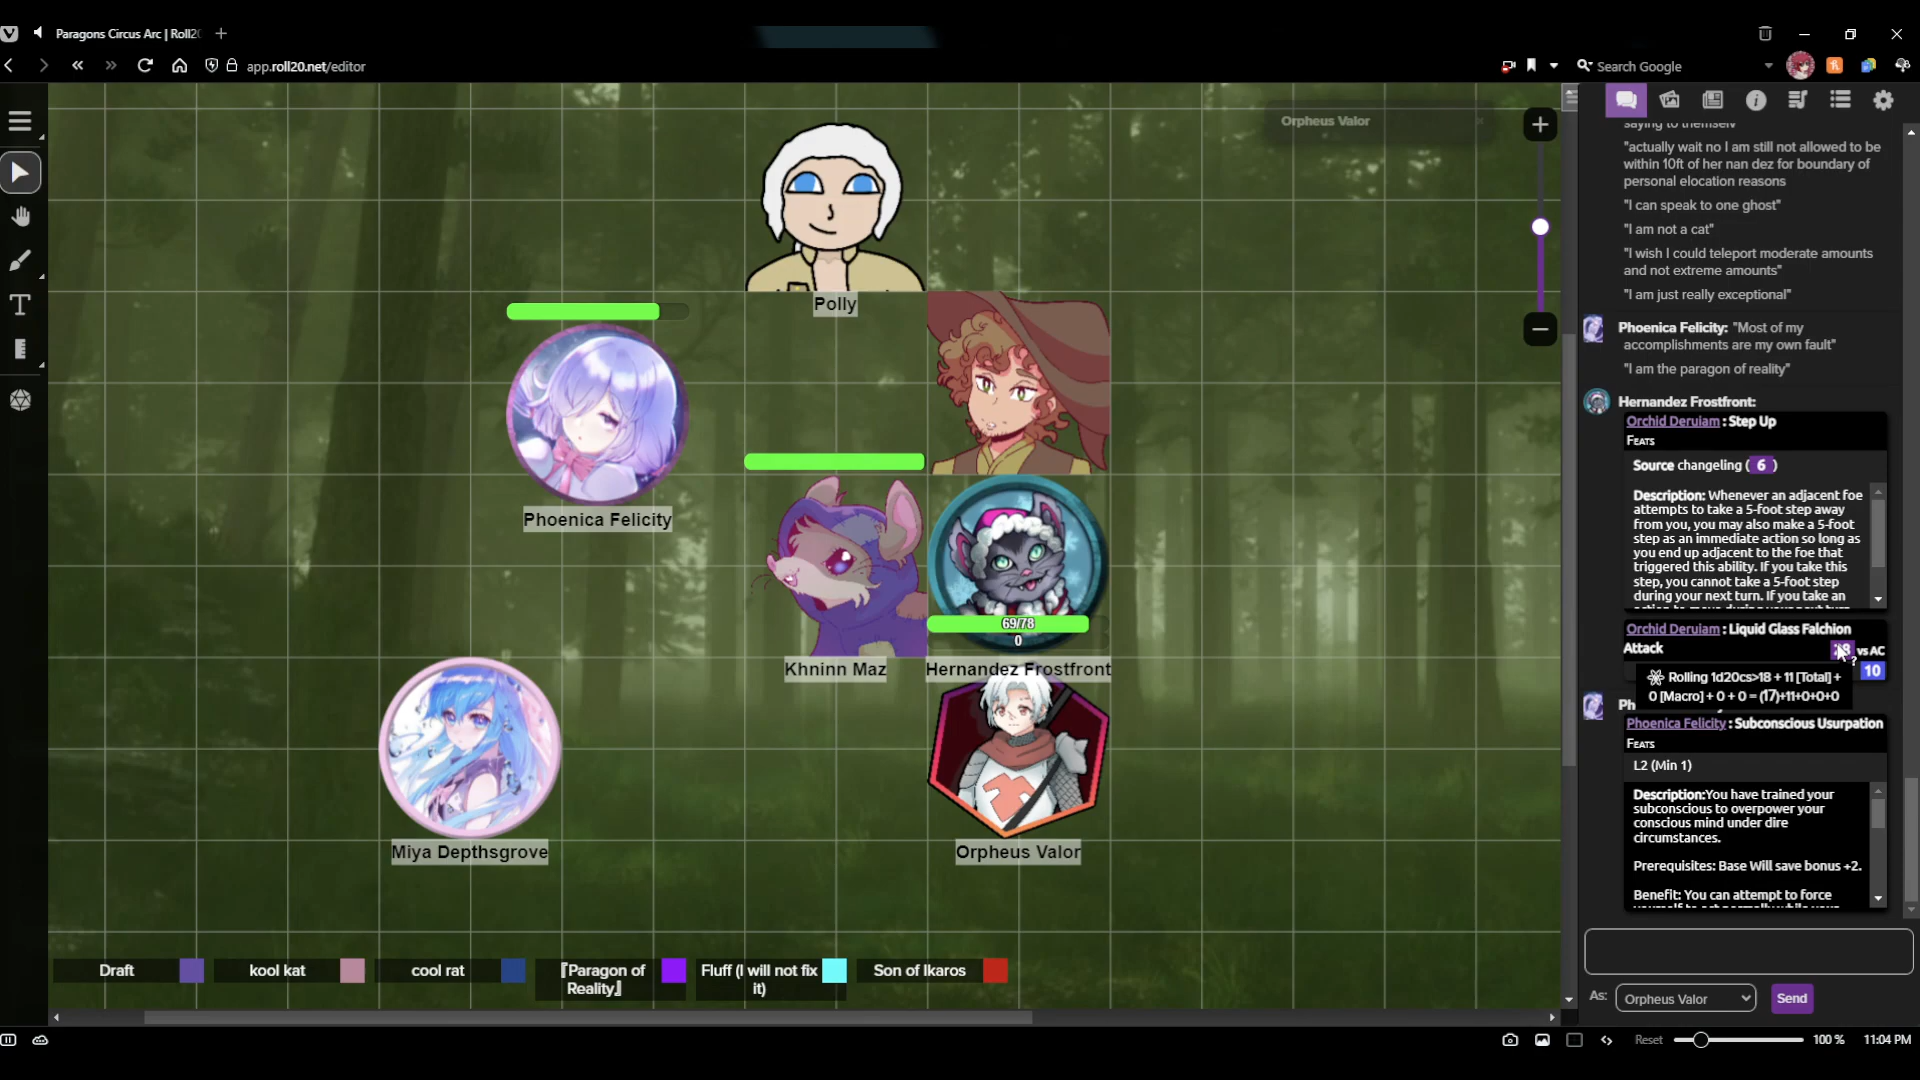 Paragons Circus Arc | Roll2
app.roll20.net/editor
Search Google
Orpheus Valor
Polly
Phoenica Felicity
69/78
0
Khninn Maz
Hernandez Frostfront
Miya Depthsgrove
Orpheus Valor
Draft
kool kat
cool rat
『Paragon of
Reality』
Fluff (I will not fix
it)
Son of Ikaros
saying to themselv
"actually wait no I am still not allowed to be
within 10ft of her nan dez for boundary of
personal elocation reasons
"I can speak to one ghost"
"I am not a cat"
"I wish I could teleport moderate amounts
and not extreme amounts"
"I am just really exceptional"
Phoenica Felicity: "Most of my
accomplishments are my own fault"
"I am the paragon of reality"
Hernandez Frostfront:
Orchid Deruiam : Step Up
FEATS
Source changeling ( 6 )
Description: Whenever an adjacent foe
attempts to take a 5-foot step away
from you, you may also make a 5-foot
step as an immediate action so long as
you end up adjacent to the foe that
triggered this ability. If you take this
step, you cannot take a 5-foot step
during your next turn. If you take an
Orchid Deruiam : Liquid Glass Falchion
Attack
vs AC
10
Rolling 1d20cs>18 + 11 [Total] +
0 [Macro] + 0 + 0 = (17)+11+0+0+0
Ph
Phoenica Felicity : Subconscious Usurpation
FEATS
L2 (Min 1)
Description:You have trained your
subconscious to overpower your
conscious mind under dire
circumstances.
Prerequisites: Base Will save bonus +2.
Benefit: You can attempt to force
As:
Orpheus Valor
Send
Reset
100 %
11:04 PM